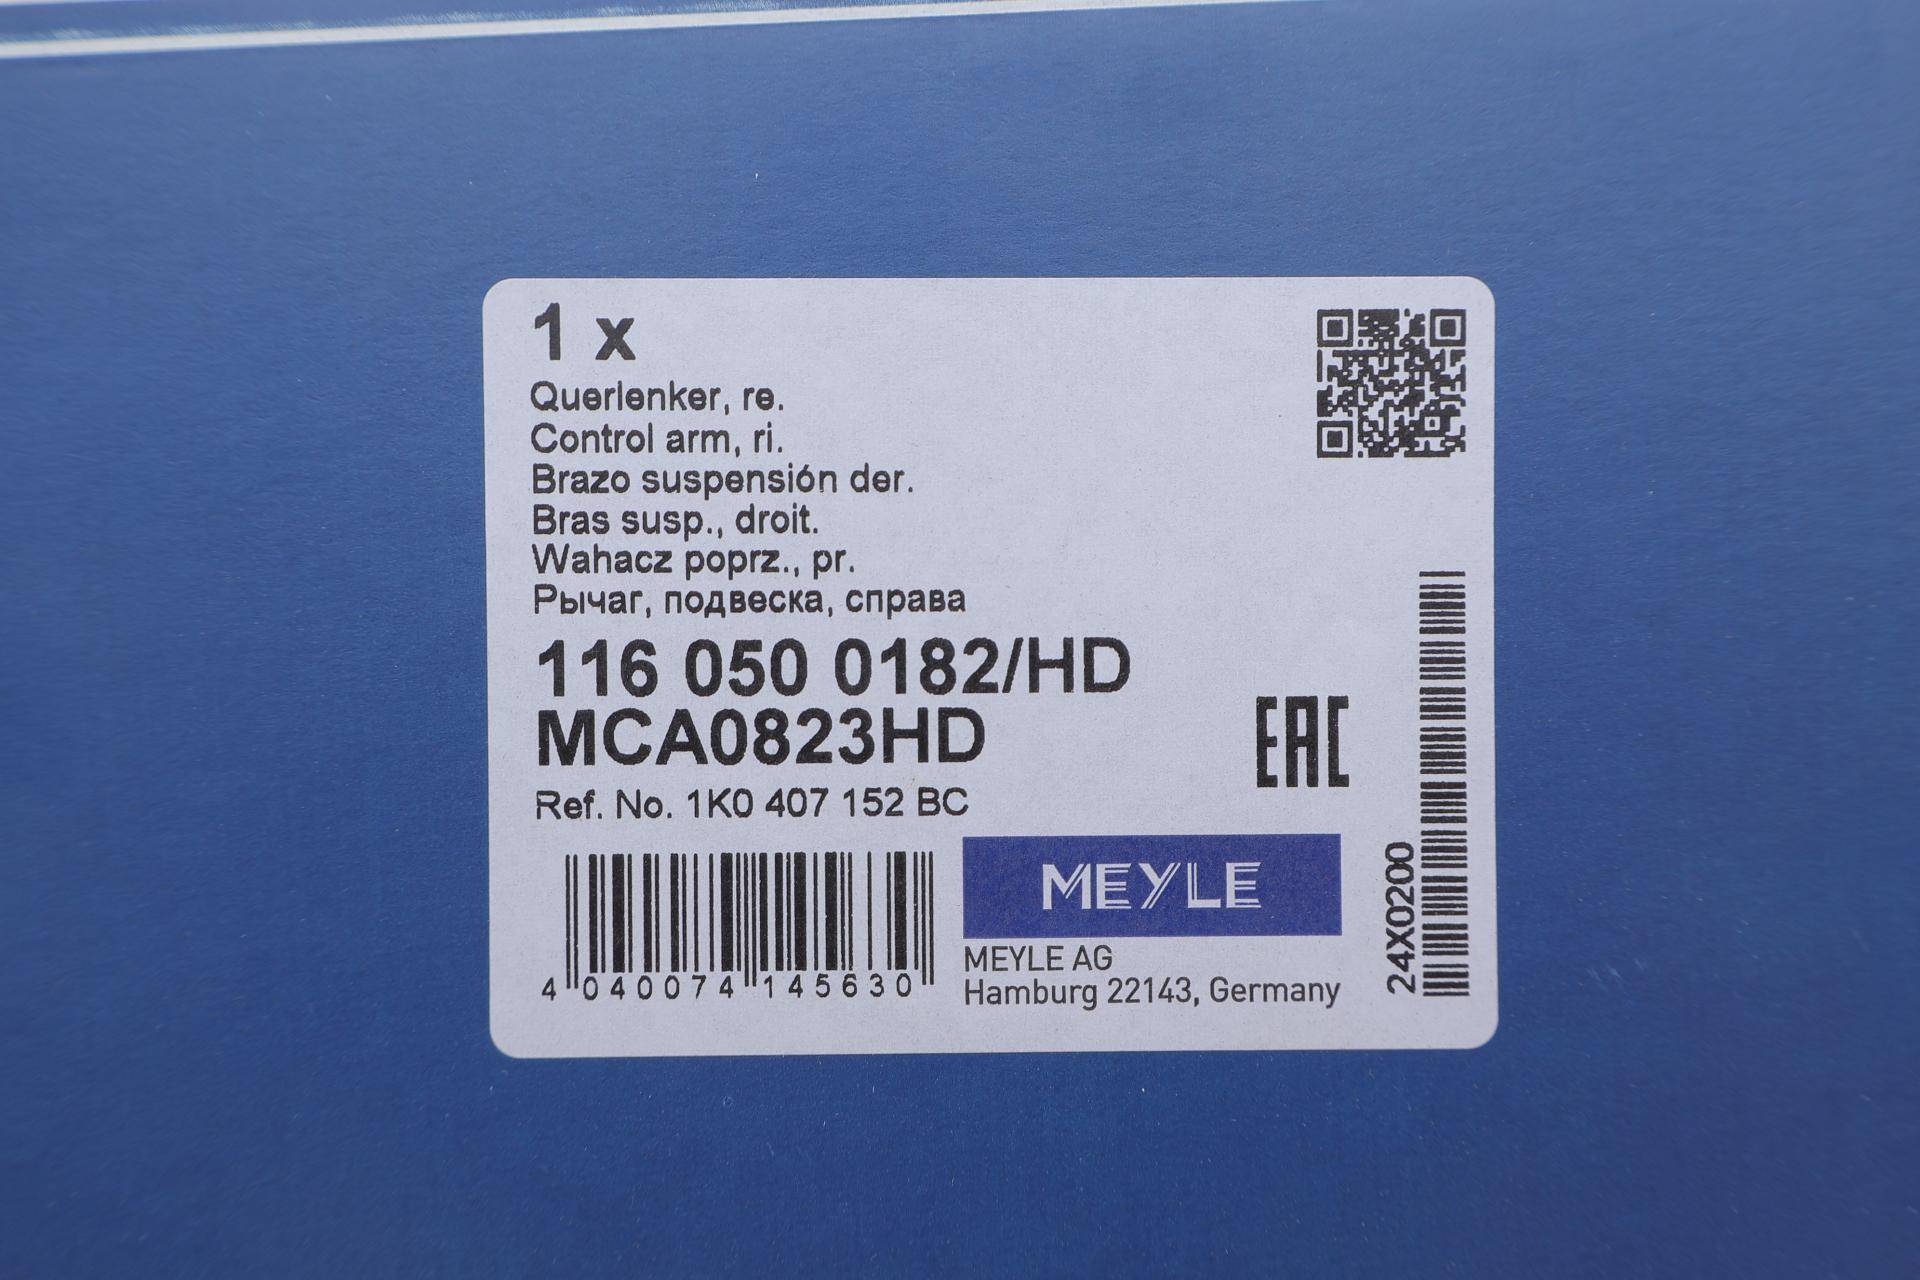 1 x
Querlenker, re.
Control arm, ri.
Brazo suspensión der.
Bras susp., droit.
Wahacz poprz., pr.
Рычаг, подвеска, справа
116 050 0182/HD
MCA0823HD
Ref. No. 1K0 407 152 BC
EAC
4 040074 145630
MEYLE
MEYLE AG
Hamburg 22143, Germany
24X0200